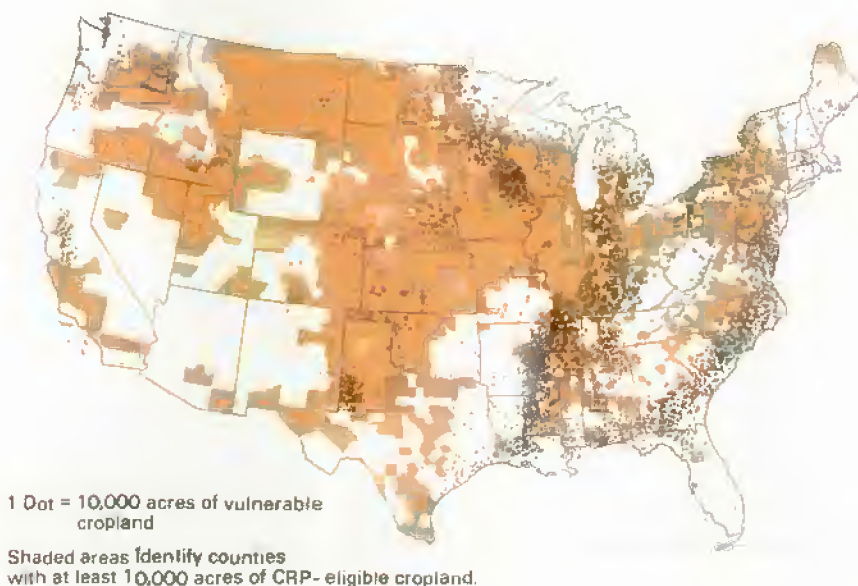 1 Dot = 10,000 acres of vulnerable
cropland
Shaded areas identify counties
with at least 10,000 acres of CRP-eligible cropland.